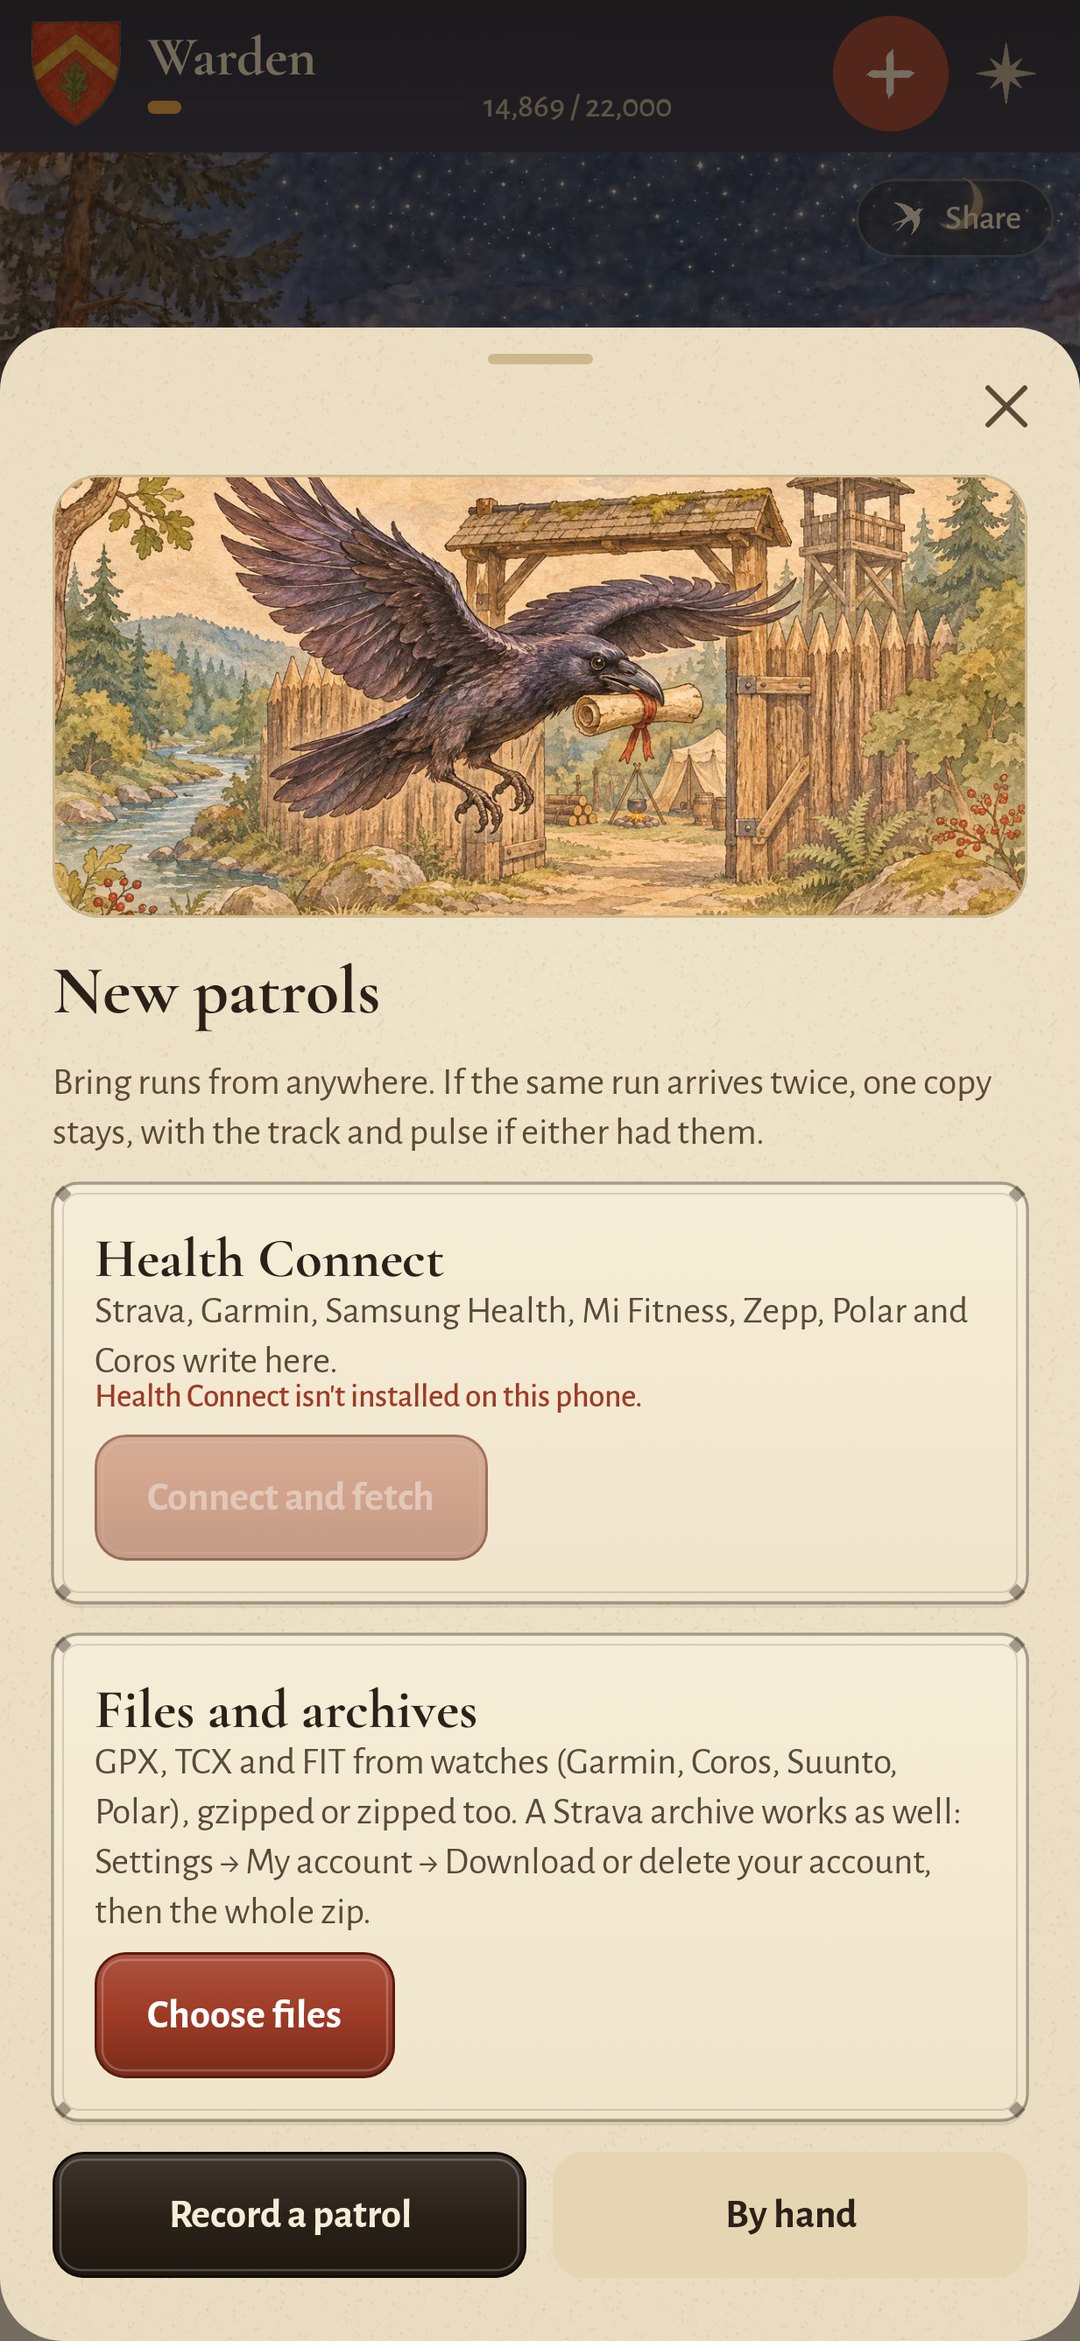 Warden
14,869 / 22,000
Share
New patrols
Bring runs from anywhere. If the same run arrives twice, one copy
stays, with the track and pulse if either had them.
Health Connect
Strava, Garmin, Samsung Health, Mi Fitness, Zepp, Polar and
Coros write here.
Health Connect isn't installed on this phone.
Connect and fetch
Files and archives
GPX, TCX and FIT from watches (Garmin, Coros, Suunto,
Polar), gzipped or zipped too. A Strava archive works as well:
Settings → My account → Download or delete your account,
then the whole zip.
Choose files
Record a patrol
By hand